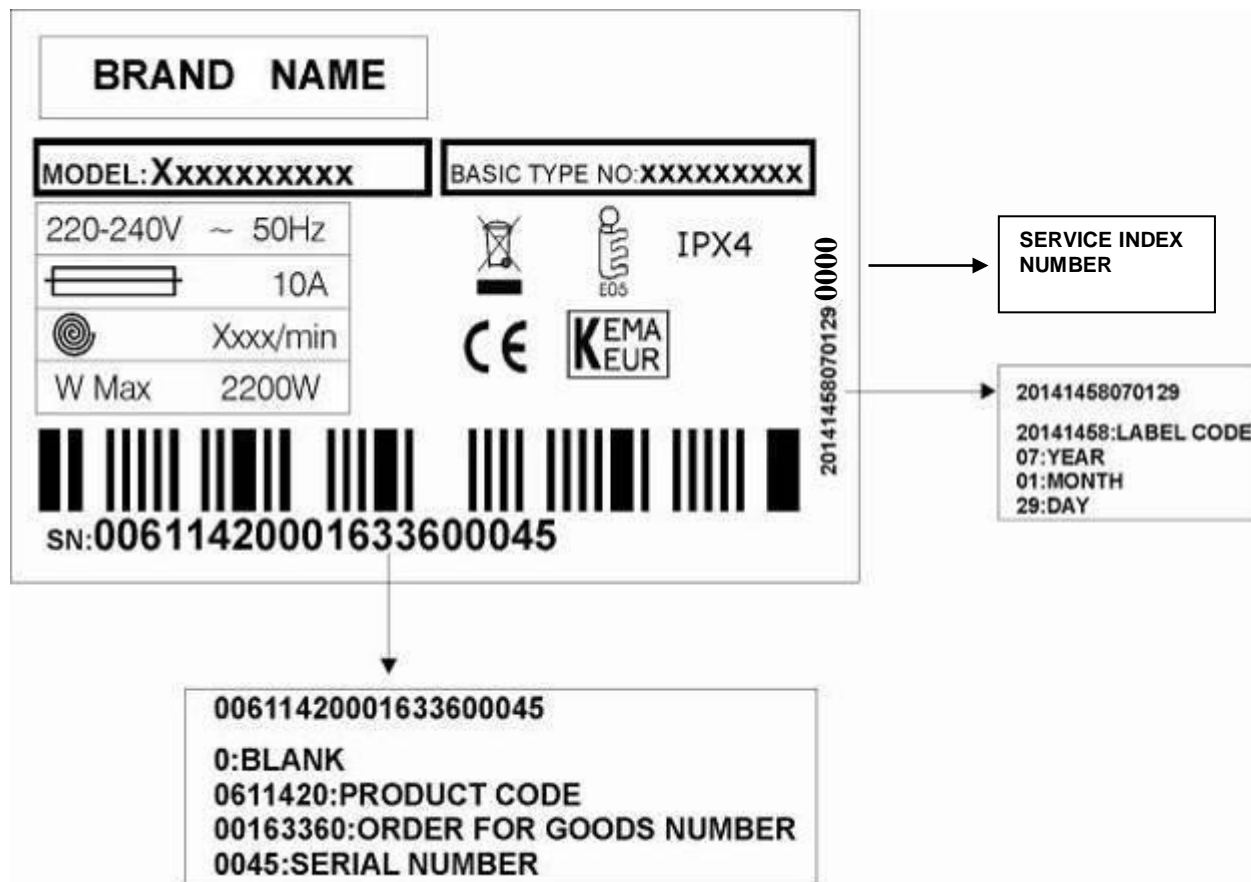 BRAND NAME
MODEL:Xxxxxxxxxx
BASIC TYPE NO:xxxxxxxxx
220-240V ~ 50Hz
10A
Xxxx/min
W Max 2200W
E05
IPX4
CE
KEMA
EUR
20141458070129 0000
SN:00611420001633600045
SERVICE INDEX
NUMBER
20141458070129
20141458:LABEL CODE
07:YEAR
01:MONTH
29:DAY
00611420001633600045
0:BLANK
0611420:PRODUCT CODE
00163360:ORDER FOR GOODS NUMBER
0045:SERIAL NUMBER